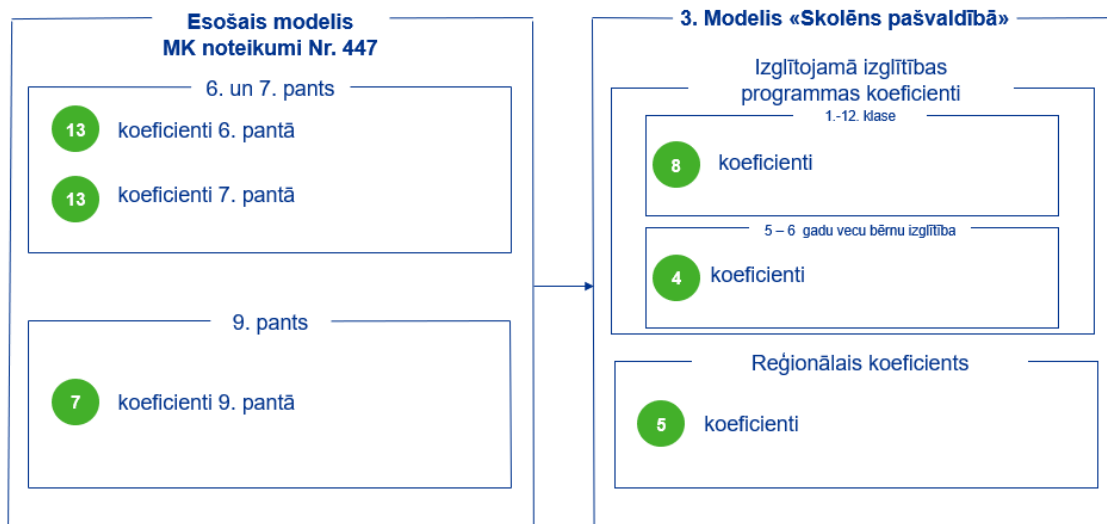 Esošais modelis
MK noteikumi Nr. 447
6. un 7. pants
13 koeficienti 6. pantā
13 koeficienti 7. pantā
9. pants
7 koeficienti 9. pantā
3. Modelis «Skolēns pašvaldībā»
Izglītojamā izglītības
programmas koeficienti
1.-12. klase
8 koeficienti
5 – 6 gadu vecu bērnu izglītība
4 koeficienti
Reģionālais koeficients
5 koeficienti